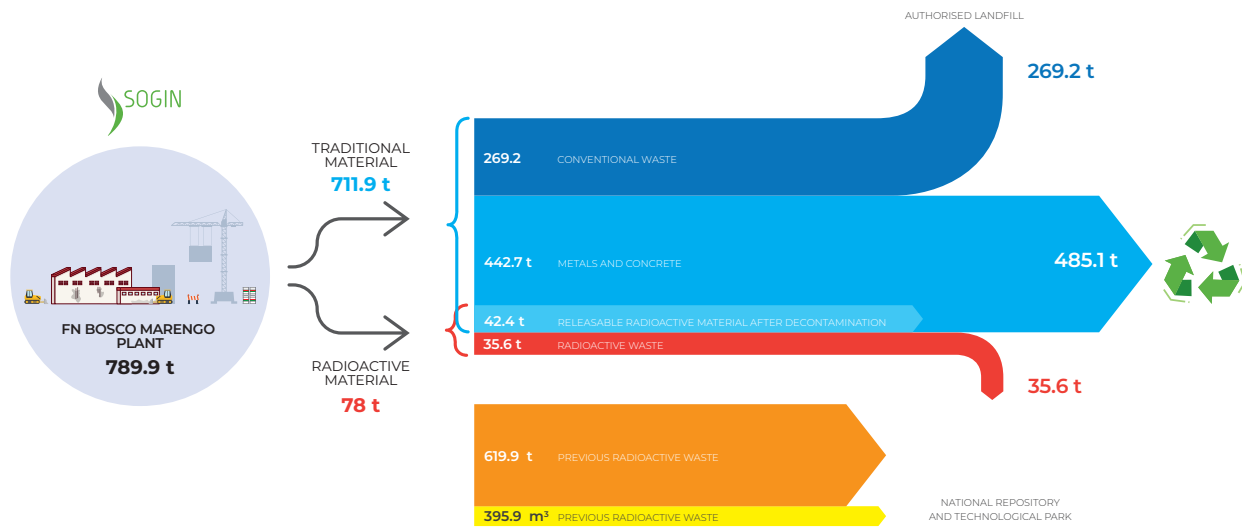 SOGIN
FN BOSCO MARENGO
PLANT
789.9 t
TRADITIONAL
MATERIAL
711.9 t
RADIOACTIVE
MATERIAL
78 t
AUTHORISED LANDFILL
269.2 t
269.2 CONVENTIONAL WASTE
442.7 t METALS AND CONCRETE
485.1 t
42.4 t RELEASABLE RADIOACTIVE MATERIAL AFTER DECONTAMINATION
35.6 t RADIOACTIVE WASTE
35.6 t
619.9 t PREVIOUS RADIOACTIVE WASTE
395.9 m³ PREVIOUS RADIOACTIVE WASTE
NATIONAL REPOSITORY
AND TECHNOLOGICAL PARK